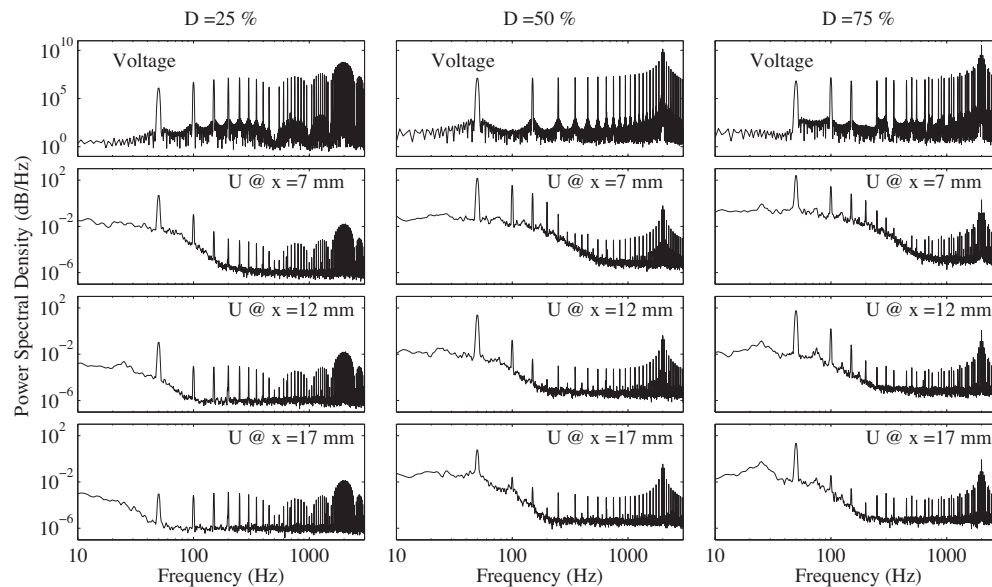 D =25 %
D =50 %
D =75 %
Power Spectral Density (dB/Hz)
10^10
10^5
10^0
Voltage
Voltage
Voltage
10^2
10^−2
10^−6
U @ x =7 mm
U @ x =7 mm
U @ x =7 mm
10^2
10^−2
10^−6
U @ x =12 mm
U @ x =12 mm
U @ x =12 mm
10^2
10^−2
10^−6
U @ x =17 mm
U @ x =17 mm
U @ x =17 mm
10 100 1000
10 100 1000
10 100 1000
Frequency (Hz)
Frequency (Hz)
Frequency (Hz)